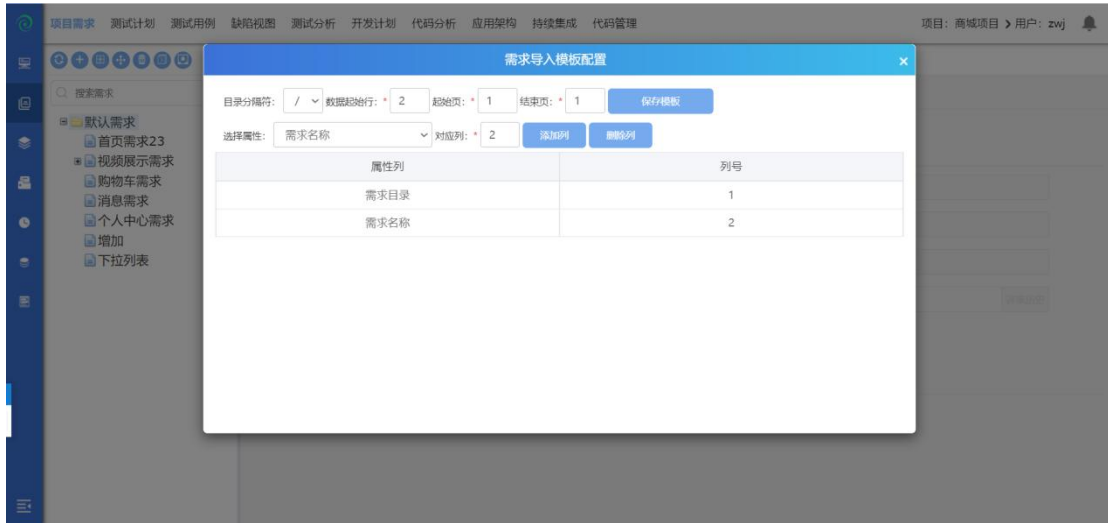 项目需求 测试计划 测试用例 缺陷视图 测试分析 开发计划 代码分析 应用架构 持续集成 代码管理 项目：商城项目 > 用户：zwj
搜索需求
默认需求
首页需求23
视频展示需求
购物车需求
消息需求
个人中心需求
增加
下拉列表
需求导入模板配置 ×
目录分隔符： / 数据起始行：* 2 起始页：* 1 结束页：* 1 保存模板
选择属性： 需求名称 对应列：* 2 添加列 删除列
属性列 列号
需求目录 1
需求名称 2